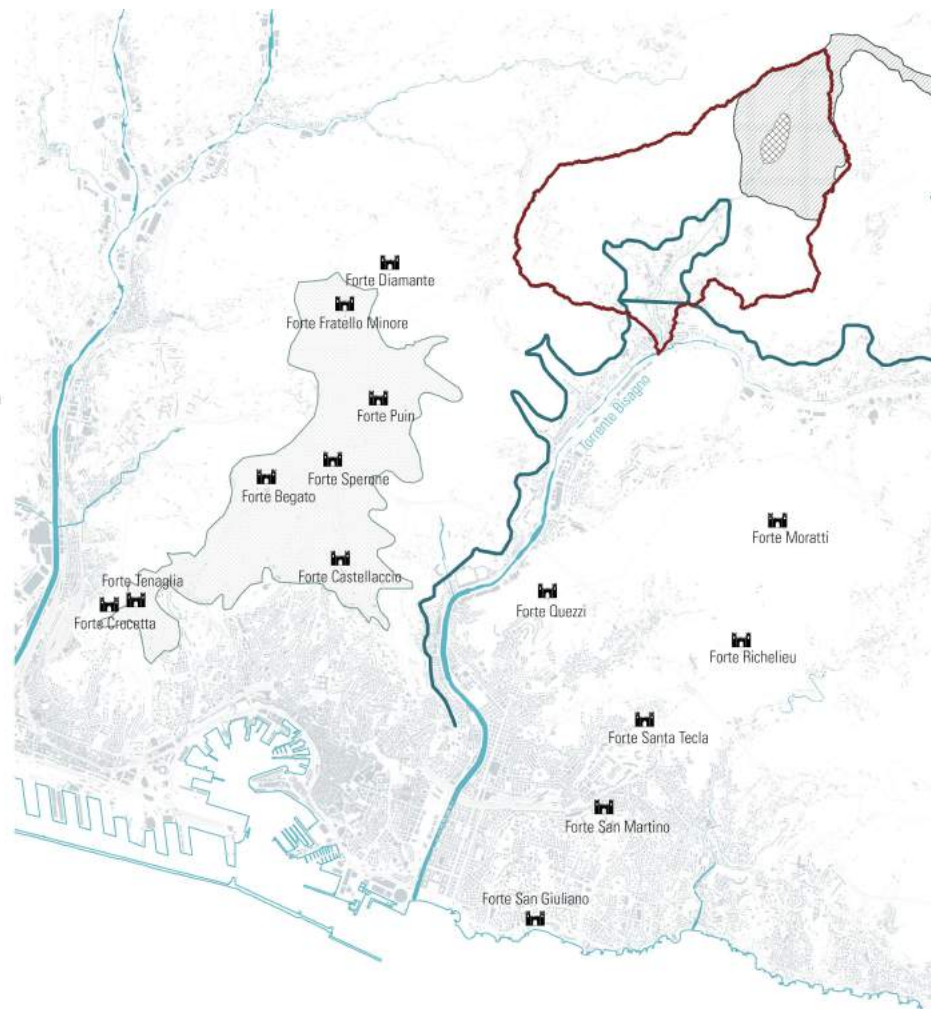 Forte Diamante
Forte Fratello Minore
Forte Puin
Torrente Bisagno
Forte Sperone
Forte Begato
Forte Moratti
Forte Castellaccio
Forte Tenaglia
Forte Quezzi
Forte Crocetta
Forte Richelieu
Forte Santa Tecla
Forte San Martino
Forte San Giuliano